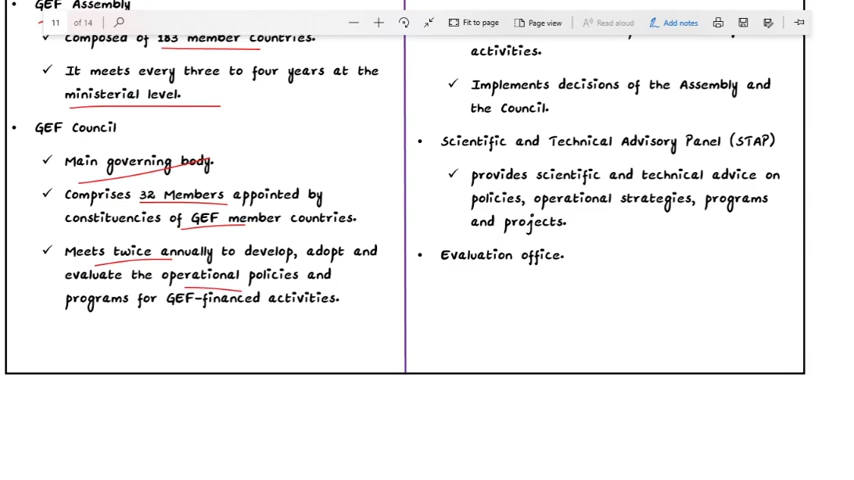 GEF Assembly
11 of 14
Fit to page
Page view
Read aloud
Add notes
composed of 183 member countries.
✓ It meets every three to four years at the
ministerial level.
• GEF Council
✓ Main governing body.
✓ Comprises 32 Members appointed by
constituencies of GEF member countries.
✓ Meets twice annually to develop, adopt and
evaluate the operational policies and
programs for GEF-financed activities.
activities.
✓ Implements decisions of the Assembly and
the Council.
• Scientific and Technical Advisory Panel (STAP)
✓ provides scientific and technical advice on
policies, operational strategies, programs
and projects.
• Evaluation office.